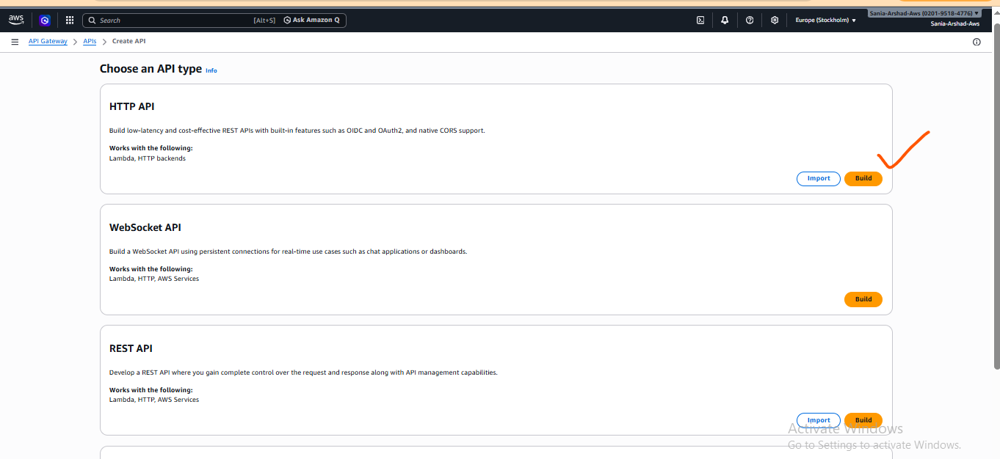 aws
Search [Alt+S] Ask Amazon Q
Europe (Stockholm) ▼
Sania-Arshad-Aws (0201-9518-4776) ▼
Sania-Arshad-Aws
API Gateway > APIs > Create API
Choose an API type Info
HTTP API
Build low-latency and cost-effective REST APIs with built-in features such as OIDC and OAuth2, and native CORS support.
Works with the following:
Lambda, HTTP backends
Import Build
WebSocket API
Build a WebSocket API using persistent connections for real-time use cases such as chat applications or dashboards.
Works with the following:
Lambda, HTTP, AWS Services
Build
REST API
Develop a REST API where you gain complete control over the request and response along with API management capabilities.
Works with the following:
Lambda, HTTP, AWS Services
Import Build
Activate Windows
Go to Settings to activate Windows.